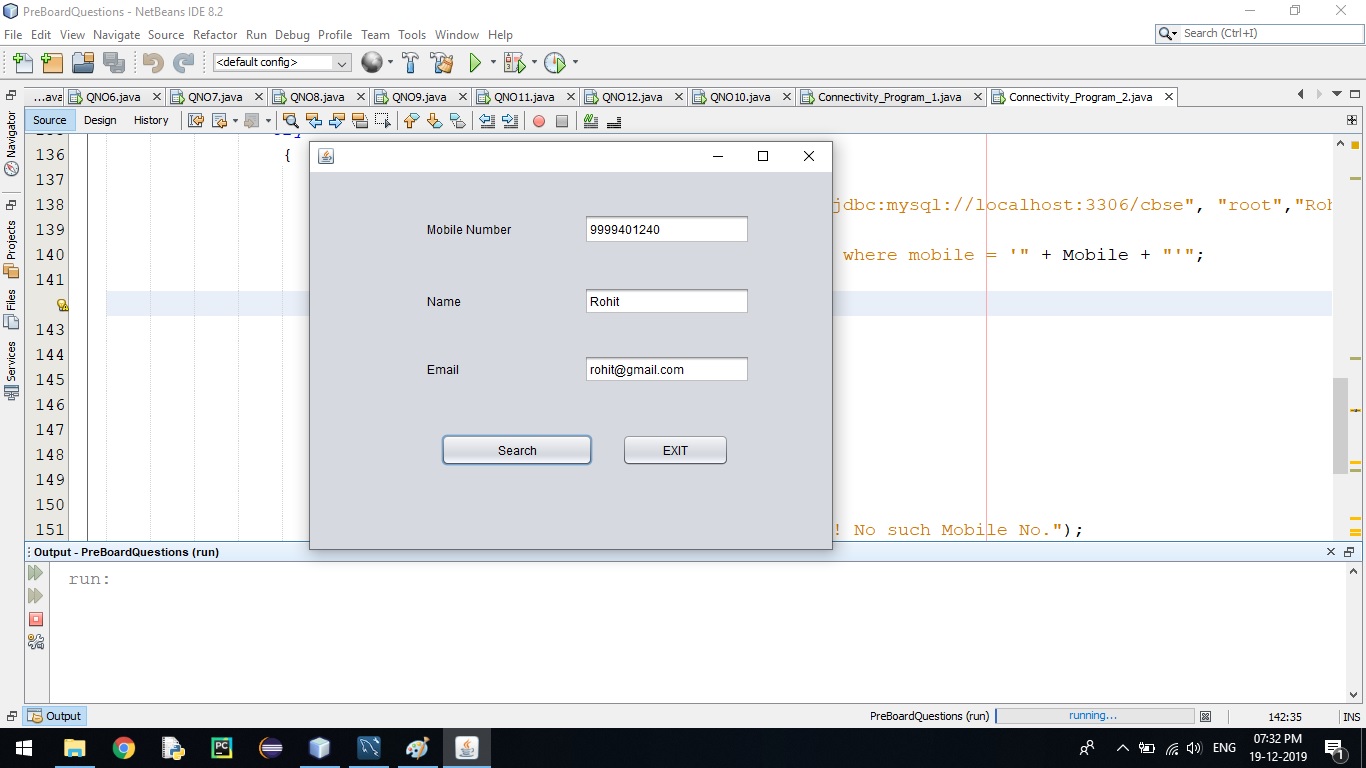 PreBoardQuestions - NetBeans IDE 8.2
File Edit View Navigate Source Refactor Run Debug Profile Team Tools Window Help
Search (Ctrl+I)
<default config>
...ava QNO6.java QNO7.java QNO8.java QNO9.java QNO11.java QNO12.java QNO10.java Connectivity_Program_1.java Connectivity_Program_2.java
Source Design History
Navigator
Projects
Files
Services
136 {
137
138 jdbc:mysql://localhost:3306/cbse", "root","Roh
139
140 where mobile = '" + Mobile + "'";
141
143
144
145
146
147
148
149
150
151 ! No such Mobile No.");
Mobile Number 9999401240
Name Rohit
Email rohit@gmail.com
Search EXIT
Output - PreBoardQuestions (run)
run:
Output
PreBoardQuestions (run) running... 142:35 INS
ENG
07:32 PM
19-12-2019
1